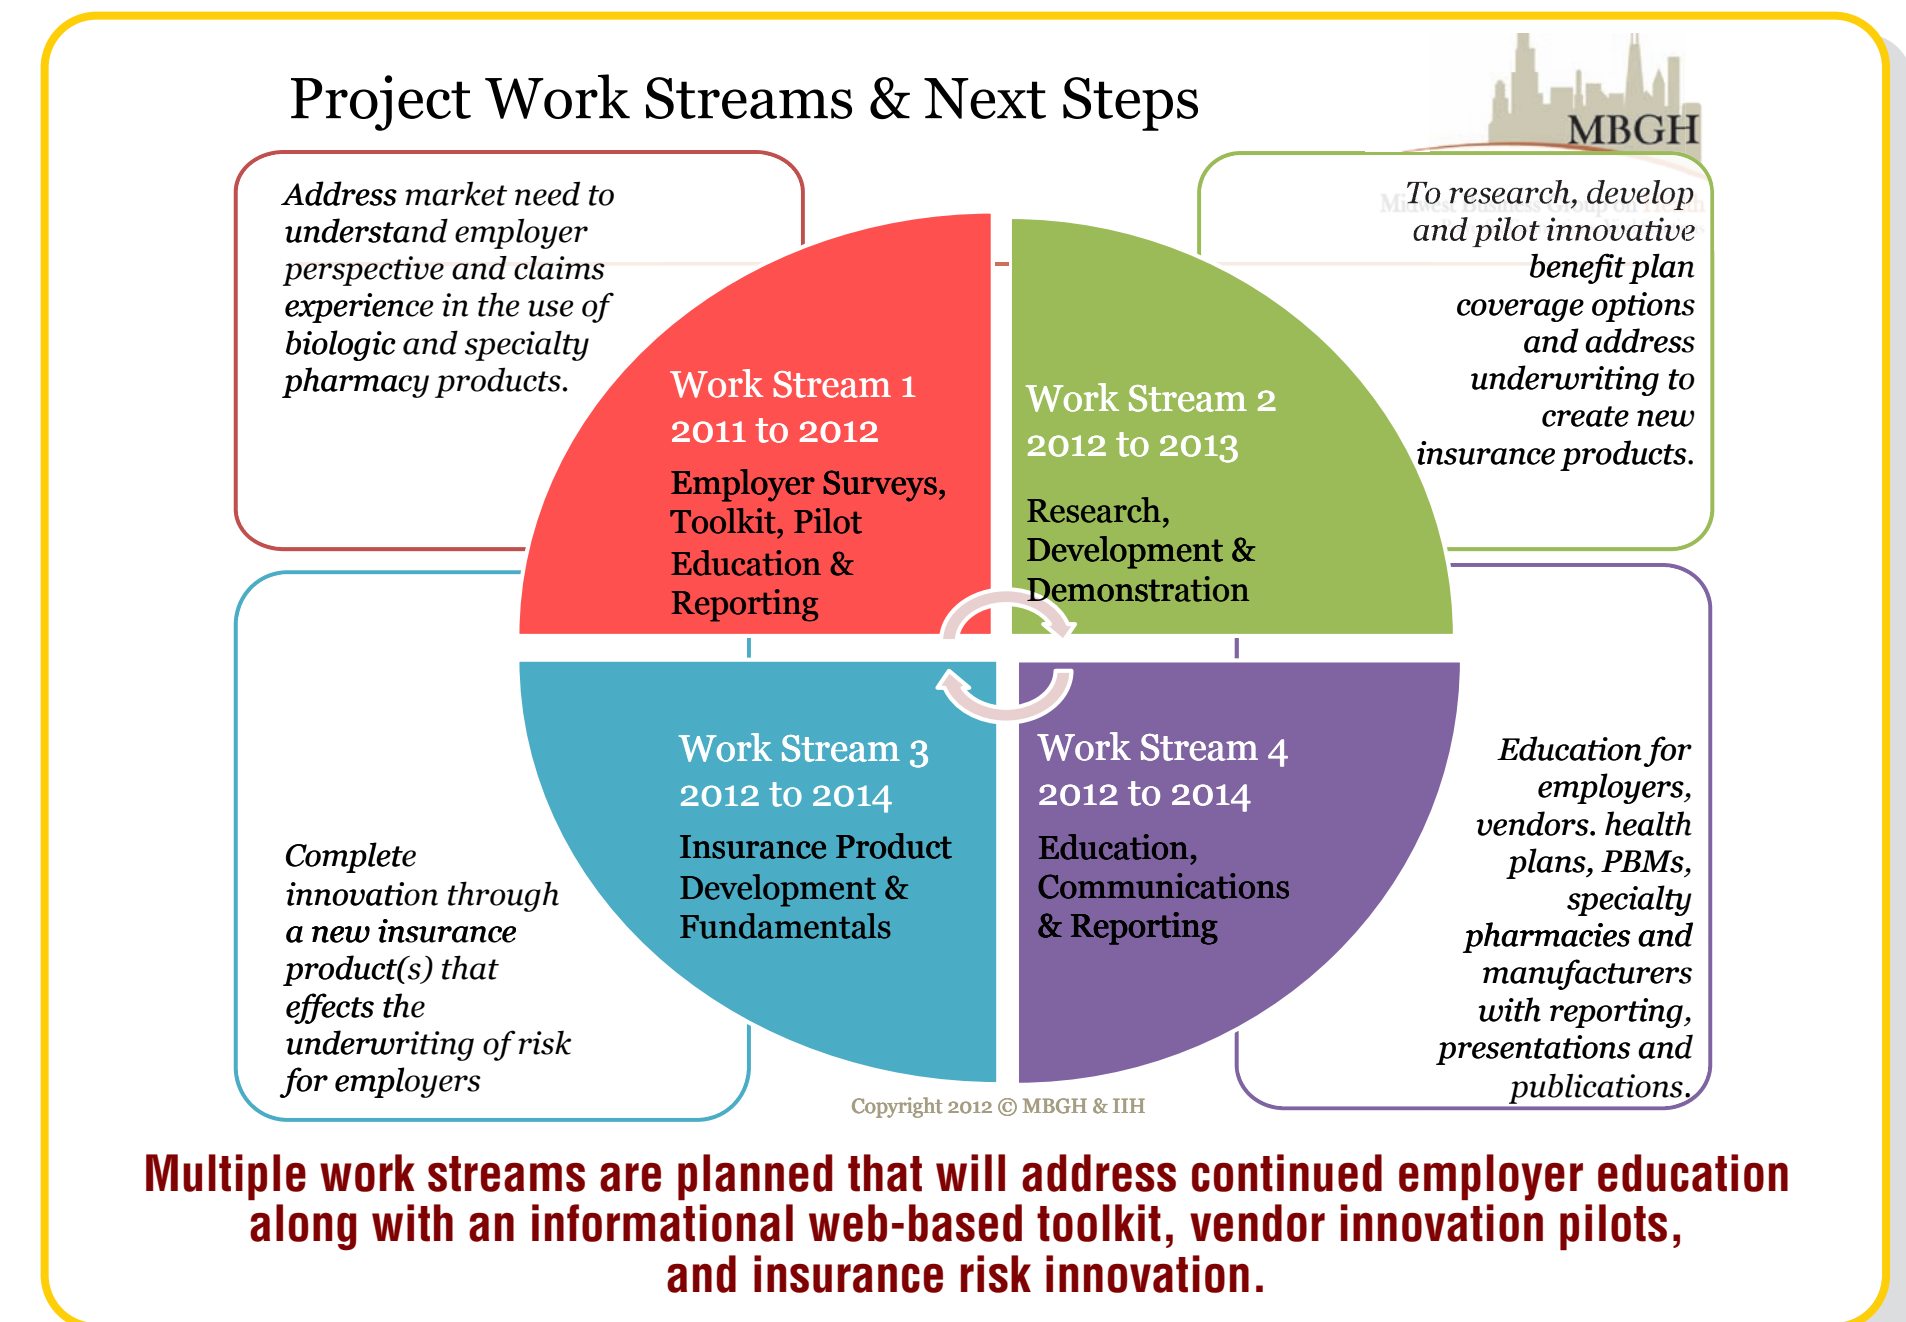 Project Work Streams & Next Steps
MBGH
Address market need to
understand employer
perspective and claims
experience in the use of
biologic and specialty
pharmacy products.
To research, develop
and pilot innovative
benefit plan
coverage options
and address
underwriting to
create new
insurance products.
Midwest Business Group on Health
Work Stream 1
2011 to 2012
Employer Surveys,
Toolkit, Pilot
Education &
Reporting
Work Stream 2
2012 to 2013
Research,
Development &
Demonstration
Work Stream 3
2012 to 2014
Insurance Product
Development &
Fundamentals
Work Stream 4
2012 to 2014
Education,
Communications
& Reporting
Complete
innovation through
a new insurance
product(s) that
effects the
underwriting of risk
for employers
Education for
employers,
vendors. health
plans, PBMs,
specialty
pharmacies and
manufacturers
with reporting,
presentations and
publications.
Copyright 2012 © MBGH & IIH
Multiple work streams are planned that will address continued employer education
along with an informational web-based toolkit, vendor innovation pilots,
and insurance risk innovation.